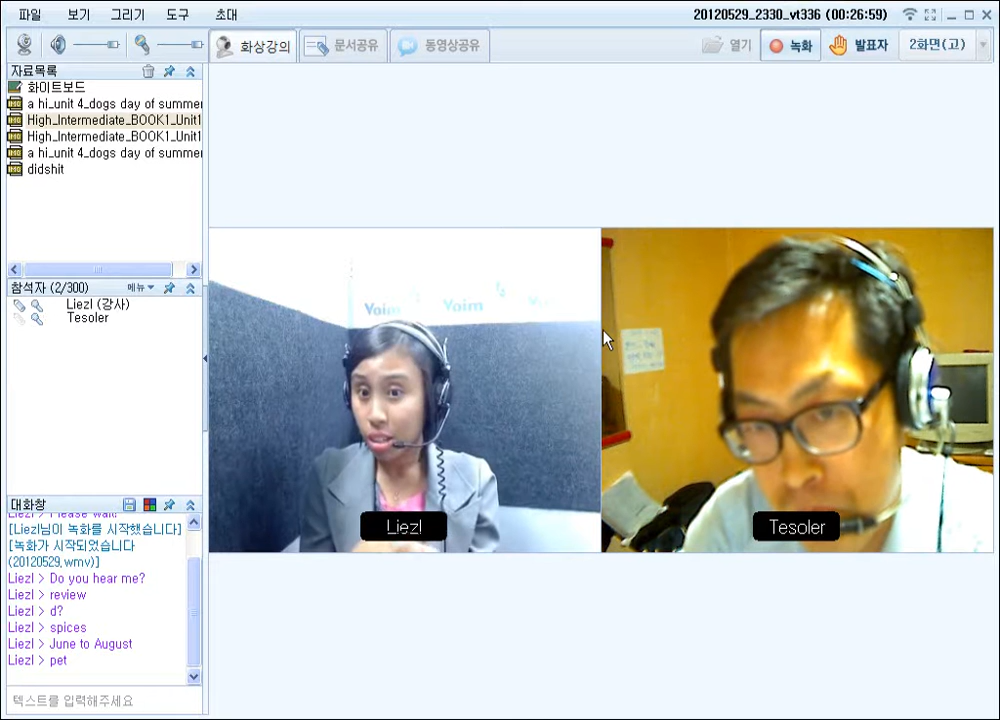 파일 보기 그리기 도구 초대
20120529_2330_vt336 (00:26:59)
화상강의 문서공유 동영상공유 열기 녹화 발표자 2화면(고)
자료목록
화이트보드
a hi_unit 4_dogs day of summer
High_Intermediate_BOOK1_Unit1
High_Intermediate_BOOK1_Unit1
a hi_unit 4_dogs day of summer
didshit
참석자 (2/300) 메뉴
Liezl (강사)
Tesoler
Voim Voim
Liezl
Tesoler
대화창
Liezl > Please wait!
[Liezl님이 녹화를 시작했습니다]
[녹화가 시작되었습니다
(20120529.wmv)]
Liezl > Do you hear me?
Liezl > review
Liezl > d?
Liezl > spices
Liezl > June to August
Liezl > pet
텍스트를 입력해주세요